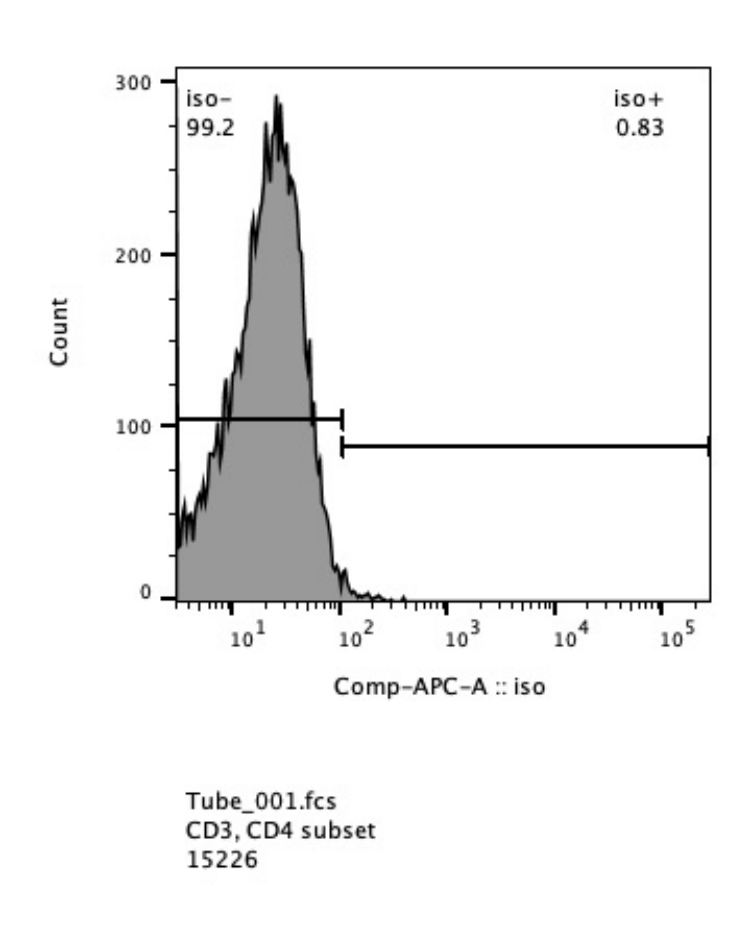 300
iso-
99.2
iso+
0.83
200
Count
100
0
10^1
10^2
10^3
10^4
10^5
Comp-APC-A :: iso
Tube_001.fcs
CD3, CD4 subset
15226